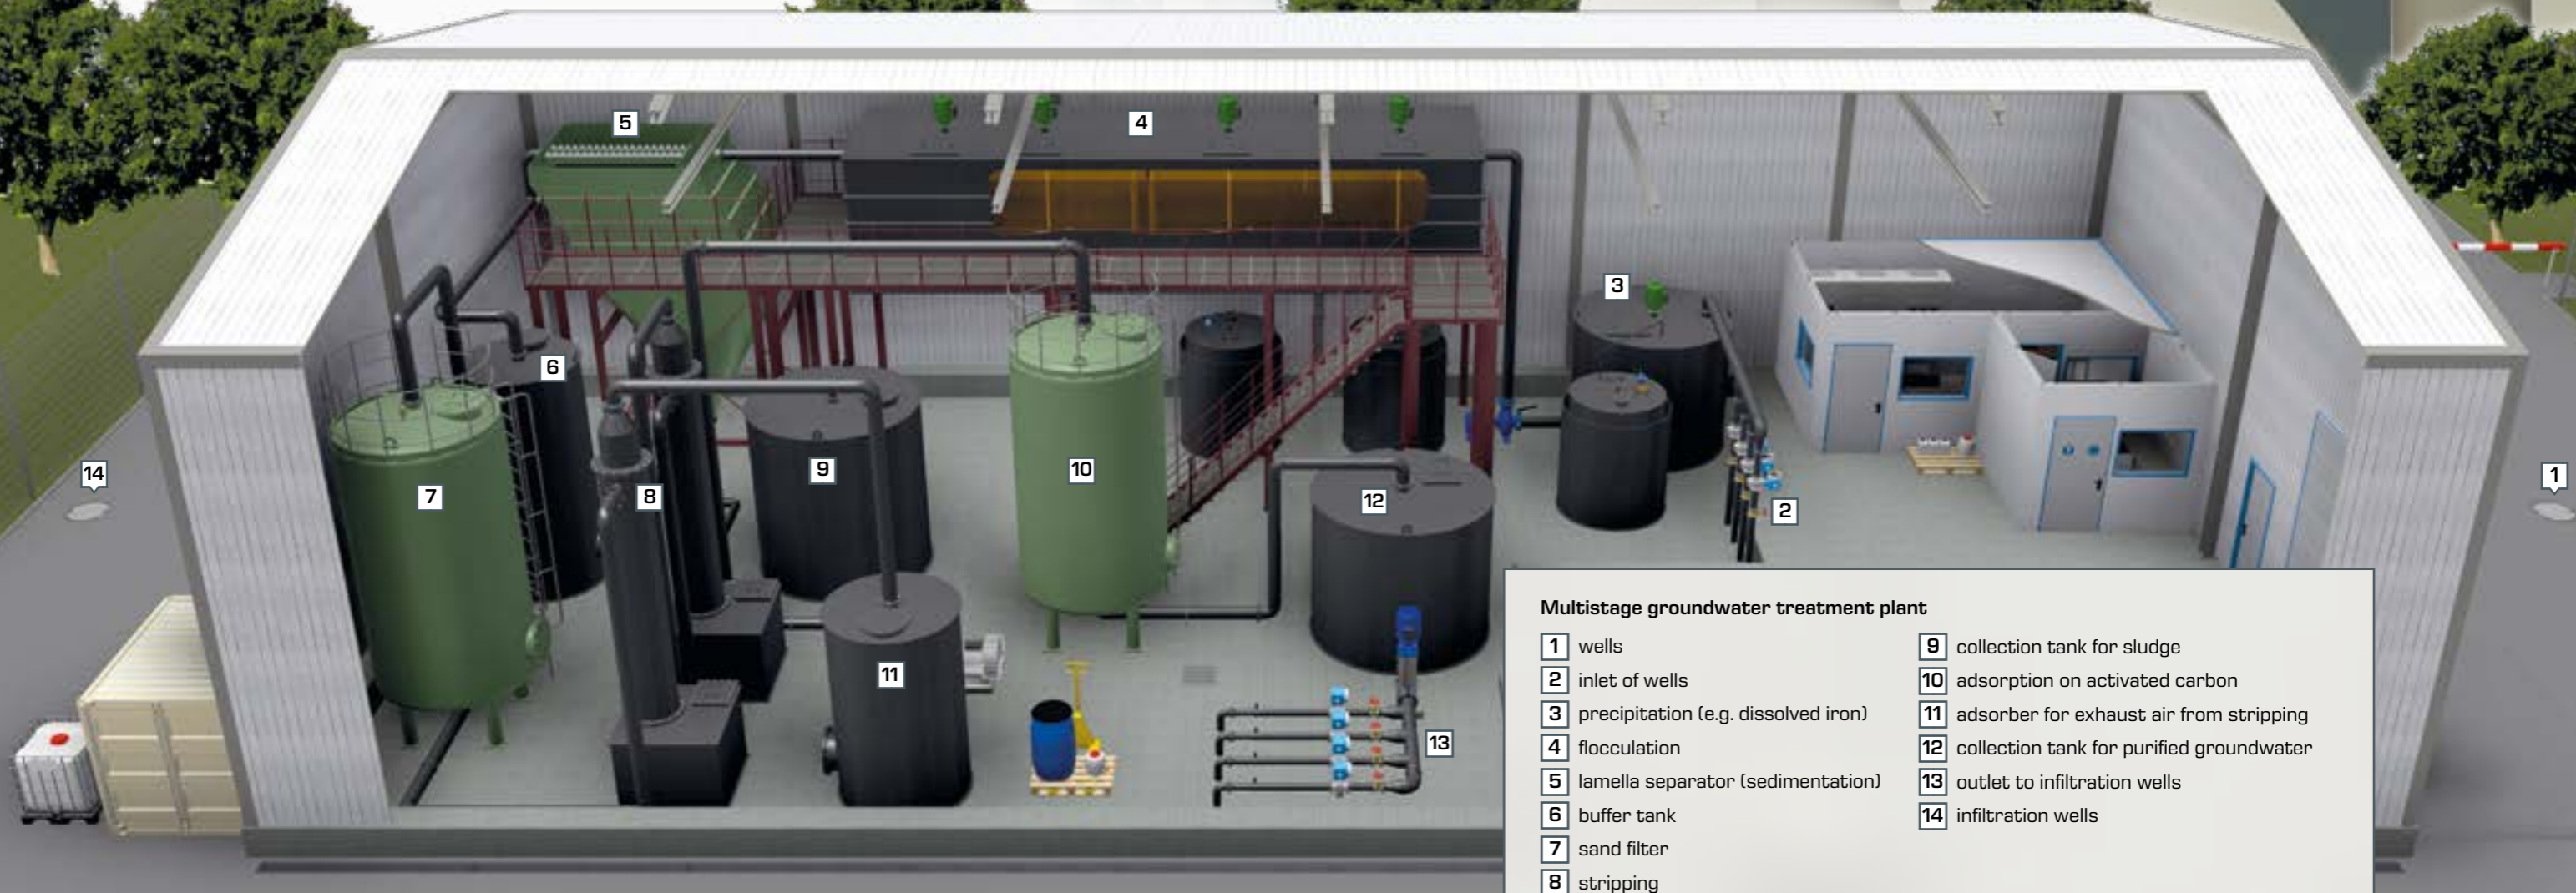 5
4
3
6
14
7
8
9
10
12
2
1
11
13
Multistage groundwater treatment plant
1 wells
2 inlet of wells
3 precipitation (e.g. dissolved iron)
4 flocculation
5 lamella separator (sedimentation)
6 buffer tank
7 sand filter
8 stripping
9 collection tank for sludge
10 adsorption on activated carbon
11 adsorber for exhaust air from stripping
12 collection tank for purified groundwater
13 outlet to infiltration wells
14 infiltration wells